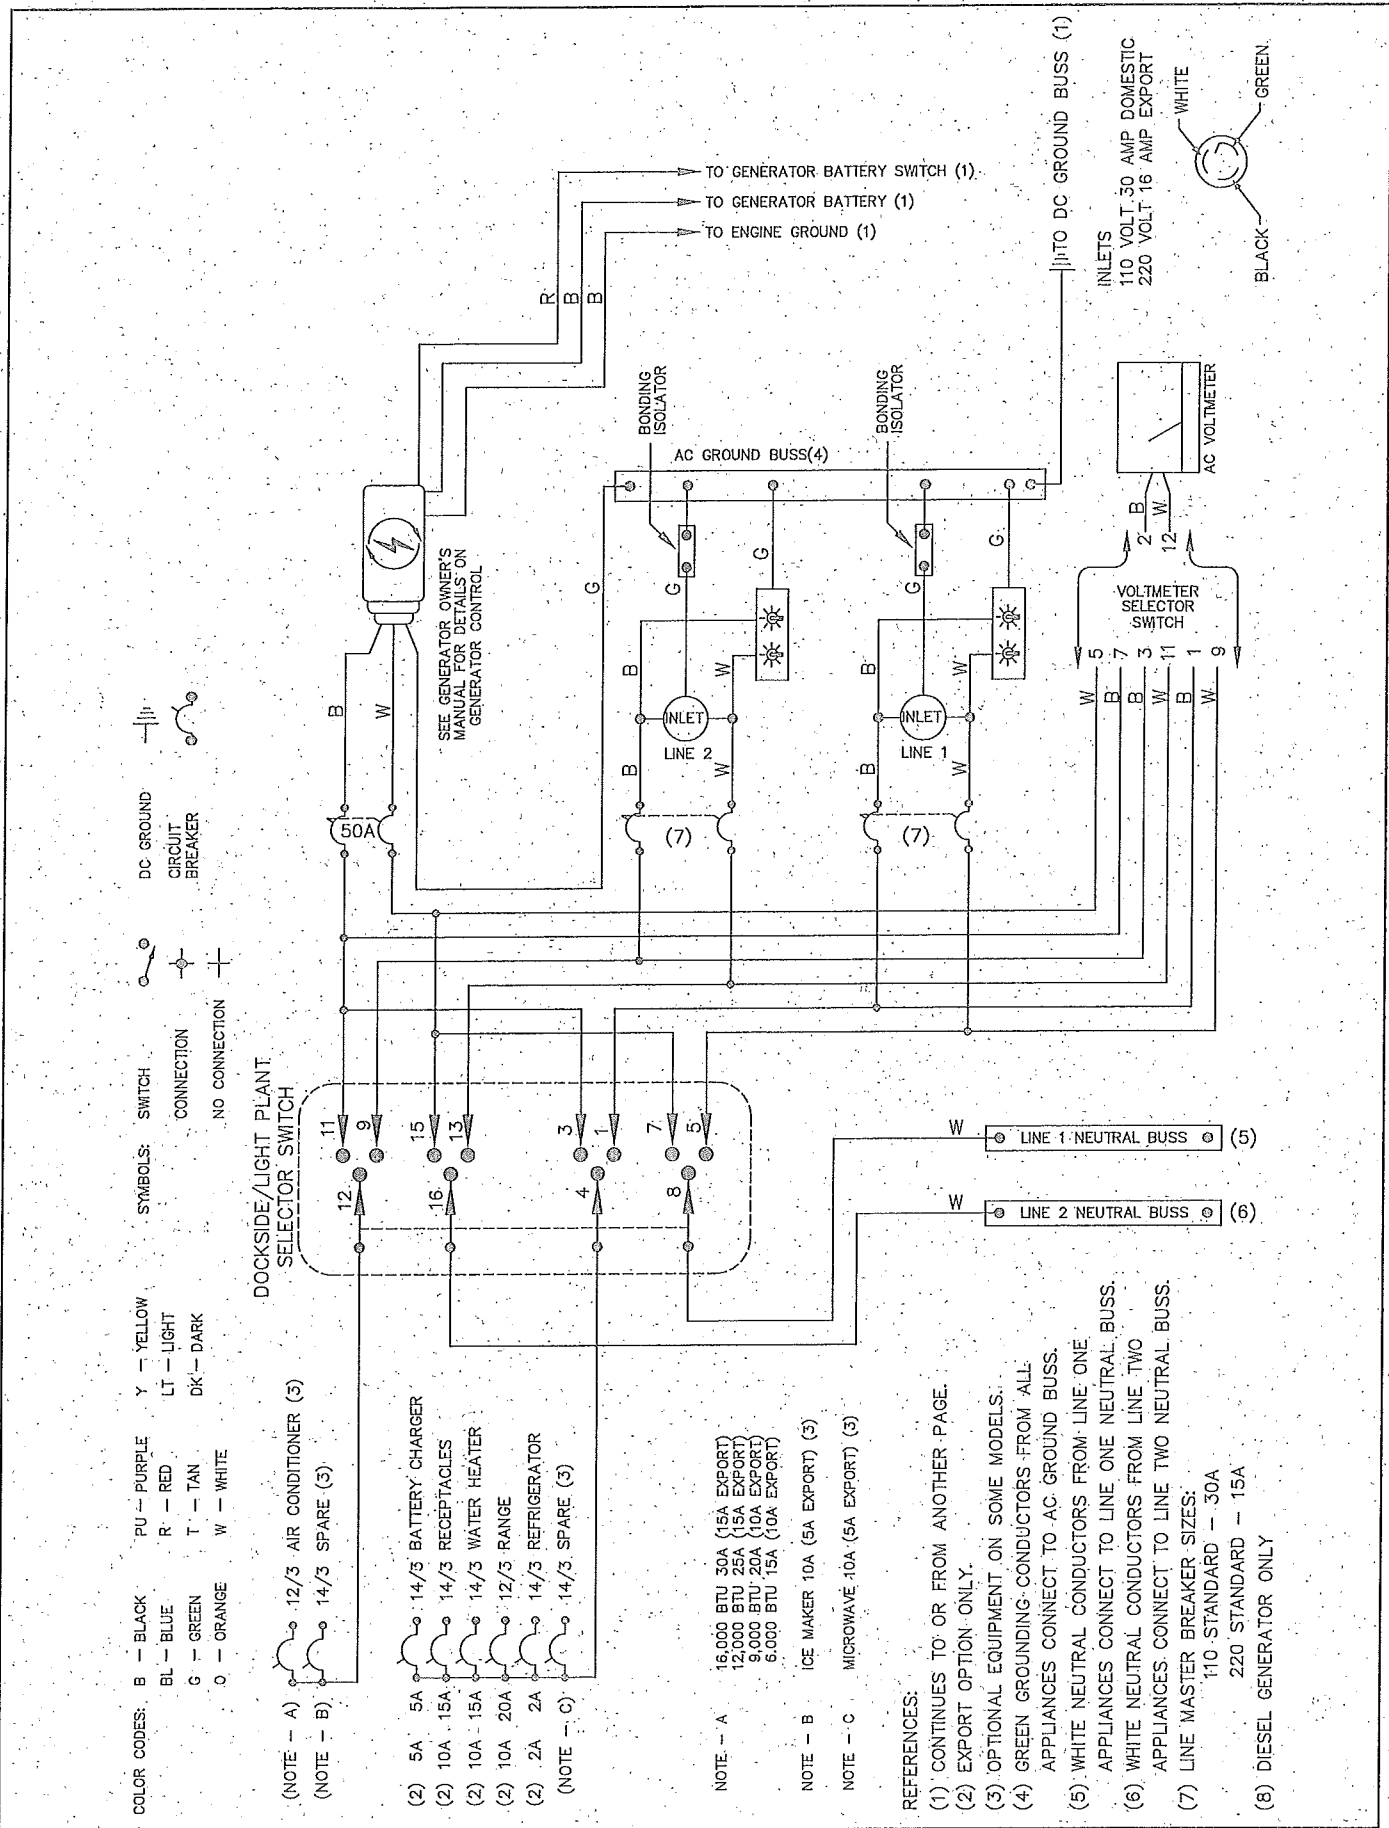 COLOR CODES: B – BLACK PU – PURPLE Y – YELLOW
BL – BLUE R – RED LT – LIGHT
G – GREEN T – TAN DK – DARK
O – ORANGE W – WHITE
SYMBOLS: SWITCH
CONNECTION
NO CONNECTION
DC GROUND
CIRCUIT
BREAKER
(NOTE – A) 12/3 AIR CONDITIONER (3)
(NOTE – B) 14/3 SPARE (3)
(2) 5A 5A 14/3 BATTERY CHARGER
(2) 10A 15A 14/3 RECEPTACLES
(2) 10A 15A 14/3 WATER HEATER
(2) 10A 20A 12/3 RANGE
(2) 2A 2A 14/3 REFRIGERATOR
(NOTE – C) 14/3 SPARE (3)
NOTE – A 16,000 BTU 30A (15A EXPORT)
12,000 BTU 25A (15A EXPORT)
9,000 BTU 20A (10A EXPORT)
6,000 BTU 15A (10A EXPORT)
NOTE – B ICE MAKER 10A (5A EXPORT) (3)
NOTE – C MICROWAVE 10A (5A EXPORT) (3)
REFERENCES:
(1) CONTINUES TO OR FROM ANOTHER PAGE.
(2) EXPORT OPTION ONLY.
(3) OPTIONAL EQUIPMENT ON SOME MODELS.
(4) GREEN GROUNDING CONDUCTORS FROM ALL
APPLIANCES CONNECT TO AC GROUND BUSS.
(5) WHITE NEUTRAL CONDUCTORS FROM LINE ONE
APPLIANCES CONNECT TO LINE ONE NEUTRAL BUSS.
(6) WHITE NEUTRAL CONDUCTORS FROM LINE TWO
APPLIANCES CONNECT TO LINE TWO NEUTRAL BUSS.
(7) LINE MASTER BREAKER SIZES:
110 STANDARD – 30A
220 STANDARD – 15A
(8) DIESEL GENERATOR ONLY
DOCKSIDE/LIGHT PLANT
SELECTOR SWITCH
12
11
9
16
15
13
4
3
1
8
7
5
W
LINE 1 NEUTRAL BUSS (5)
W
LINE 2 NEUTRAL BUSS (6)
50A
B
W
SEE GENERATOR OWNER'S
MANUAL FOR DETAILS ON
GENERATOR CONTROL
R
B
B
TO GENERATOR BATTERY SWITCH (1)
TO GENERATOR BATTERY (1)
TO ENGINE GROUND (1)
G
(7)
B
W
INLET
LINE 2
B
W
G
G
BONDING
ISOLATOR
AC GROUND BUSS(4)
(7)
B
W
INLET
LINE 1
B
W
G
G
BONDING
ISOLATOR
TO DC GROUND BUSS (1)
W 5
B 7
B 3
W 11
B 1
W 9
VOLTMETER
SELECTOR
SWITCH
2 B
12 W
AC VOLTMETER
INLETS
110 VOLT 30 AMP DOMESTIC
220 VOLT 16 AMP EXPORT
WHITE
BLACK
GREEN